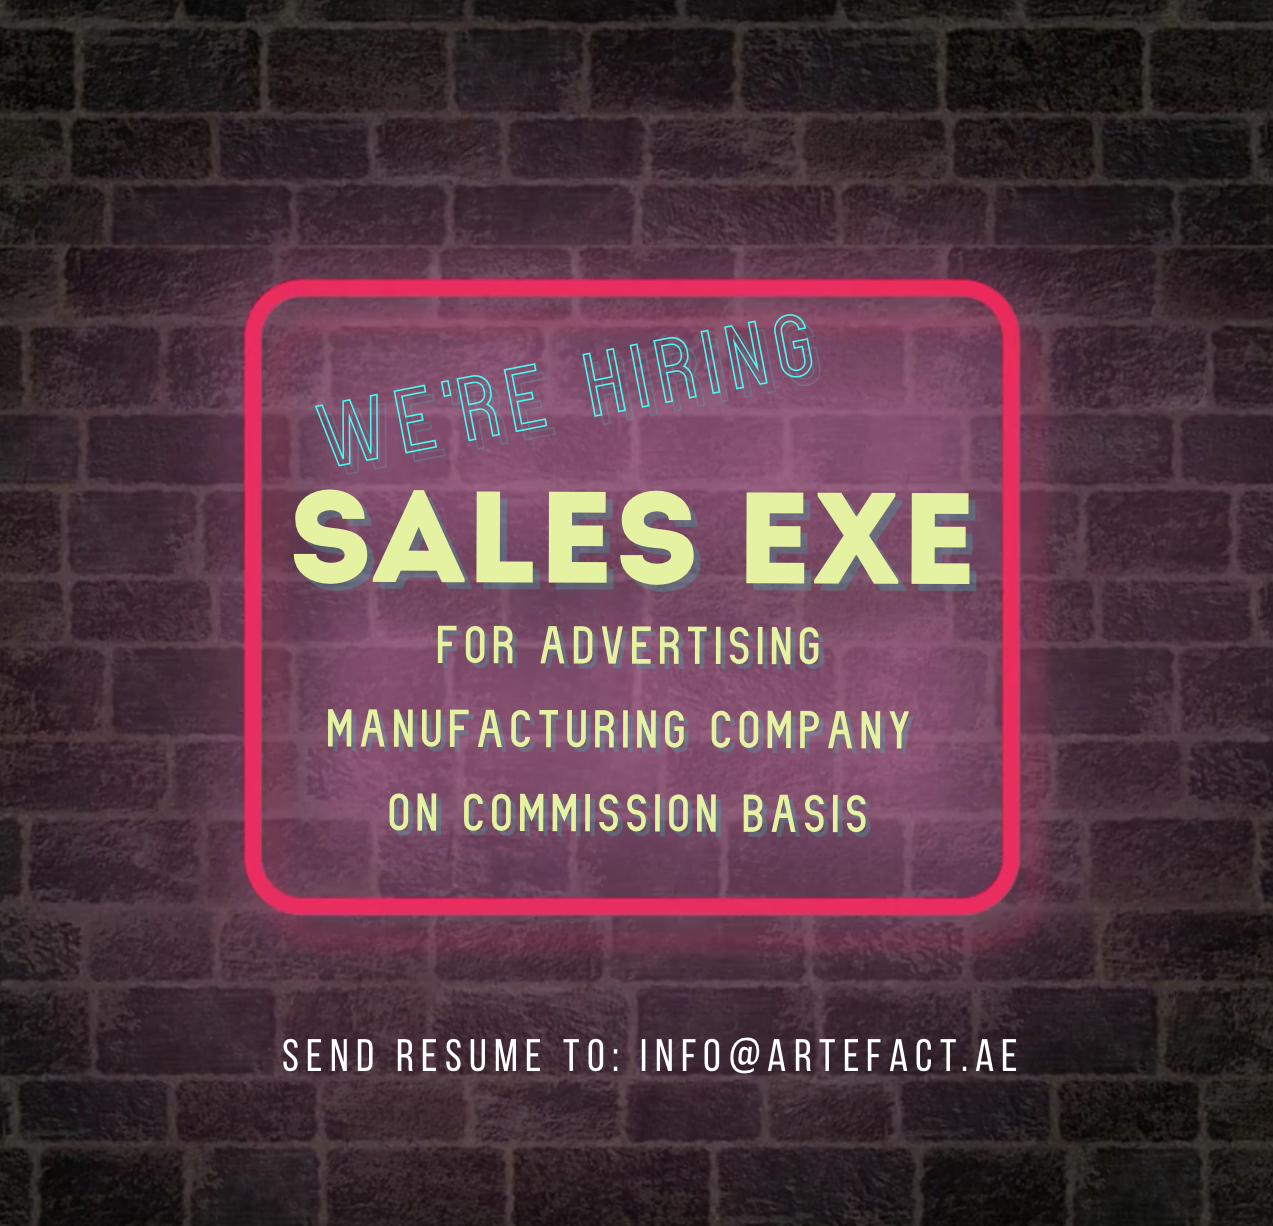 WE'RE HIRING
SALES EXE
FOR ADVERTISING
MANUFACTURING COMPANY
ON COMMISSION BASIS
SEND RESUME TO: INFO@ARTEFACT.AE